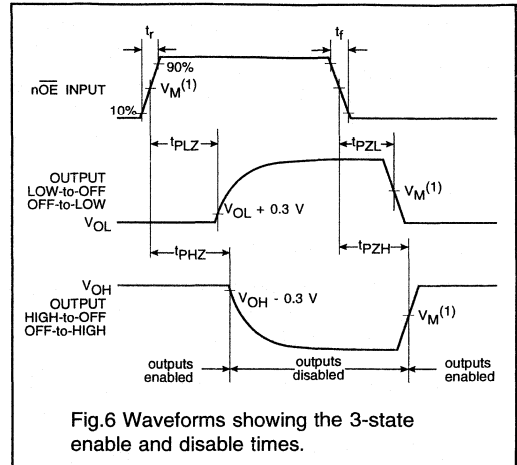 tr
tf
90%
nOE INPUT
VM(1)
10%
tPLZ
tPZL
OUTPUT
LOW-to-OFF
OFF-to-LOW
VOL
VOL + 0.3 V
VM(1)
tPHZ
tPZH
VOH
OUTPUT
HIGH-to-OFF
OFF-to-HIGH
VOH - 0.3 V
VM(1)
outputs
enabled
outputs
disabled
outputs
enabled
Fig.6 Waveforms showing the 3-state
enable and disable times.